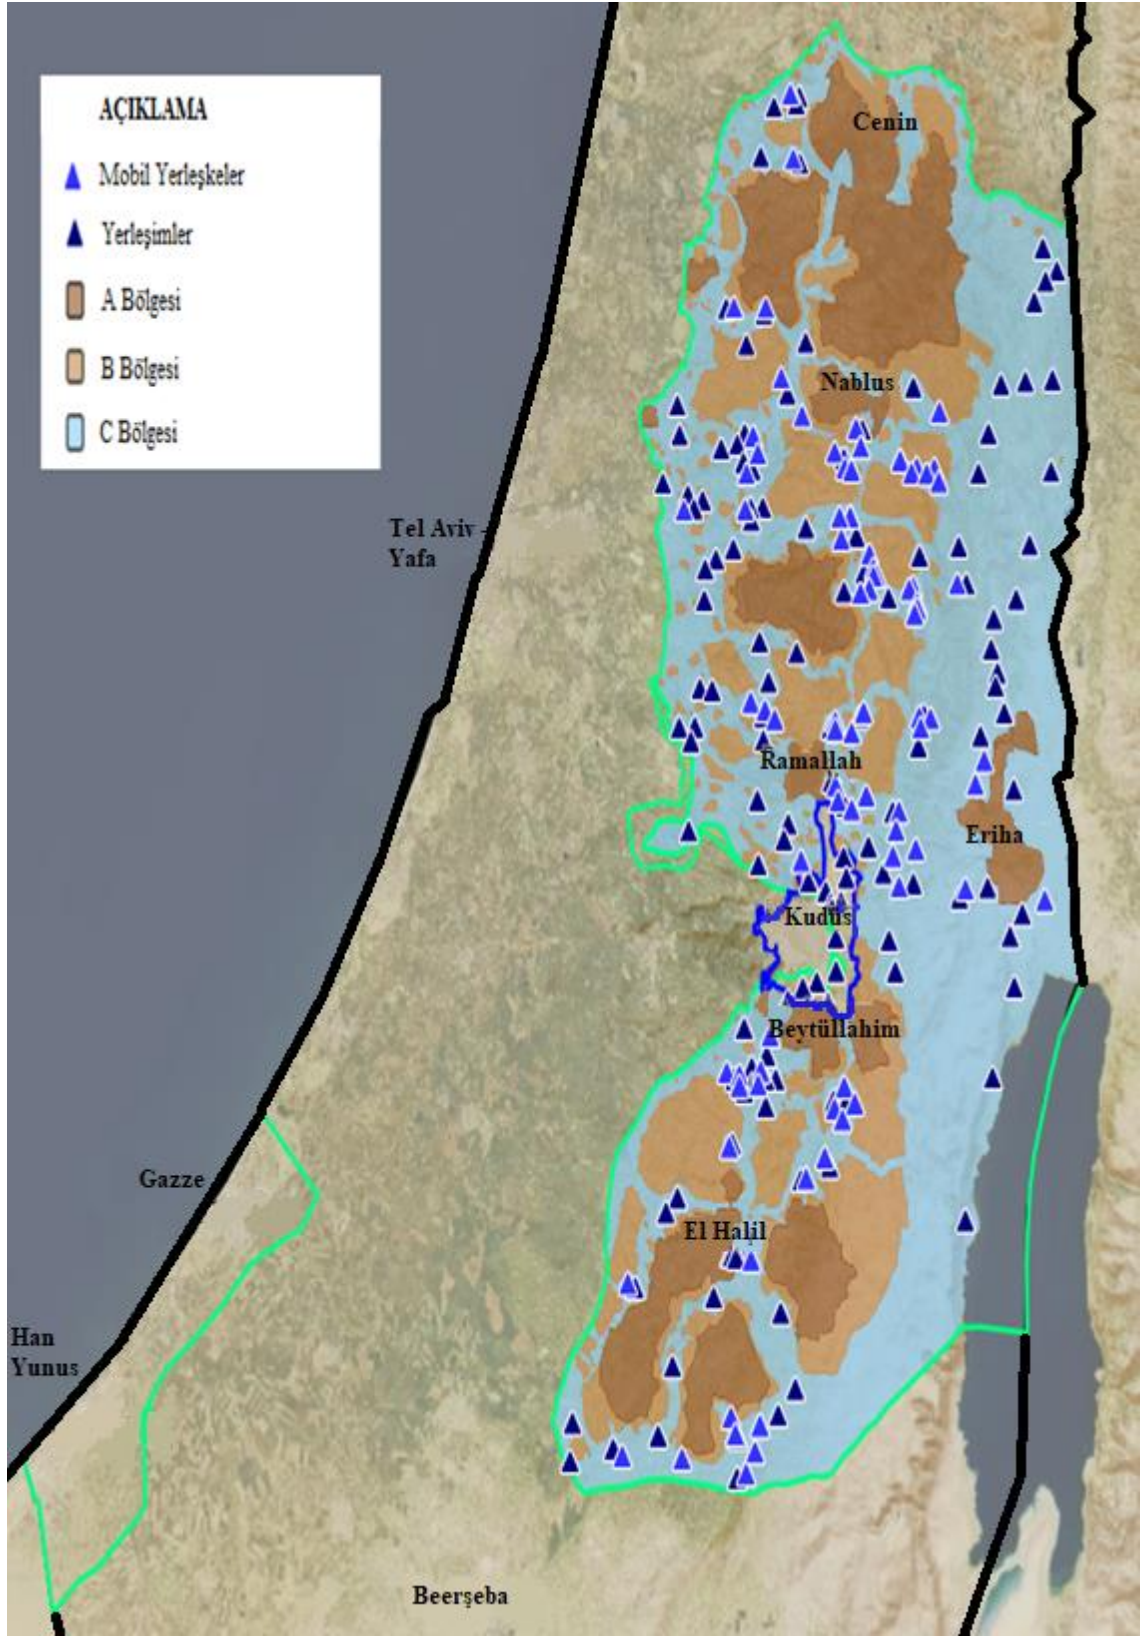 AÇIKLAMA
Mobil Yerleşkeler
Yerleşimler
A Bölgesi
B Bölgesi
C Bölgesi
Cenin
Nablus
Tel Aviv -
Yafa
Ramallah
Eriha
Kudüs
Beytüllahim
Gazze
El Halil
Han
Yunus
Beerşeba